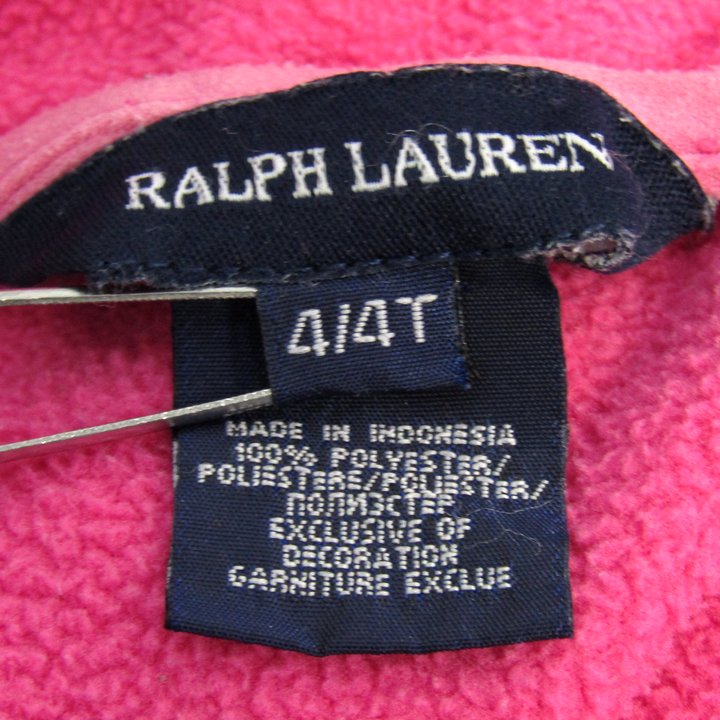 RALPH LAUREN
4/4T
MADE IN INDONESIA
100% POLYESTER/
POLIESTERE/POLIESTER/
ПОЛИЭСТЕР
EXCLUSIVE OF
DECORATION
GARNITURE EXCLUE